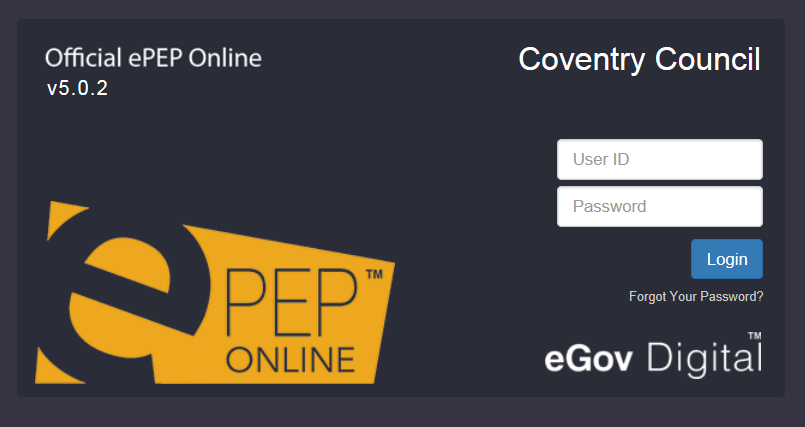 Official ePEP Online
v5.0.2
Coventry Council
User ID
Password
Login
Forgot Your Password?
e PEP™
ONLINE
eGov Digital™